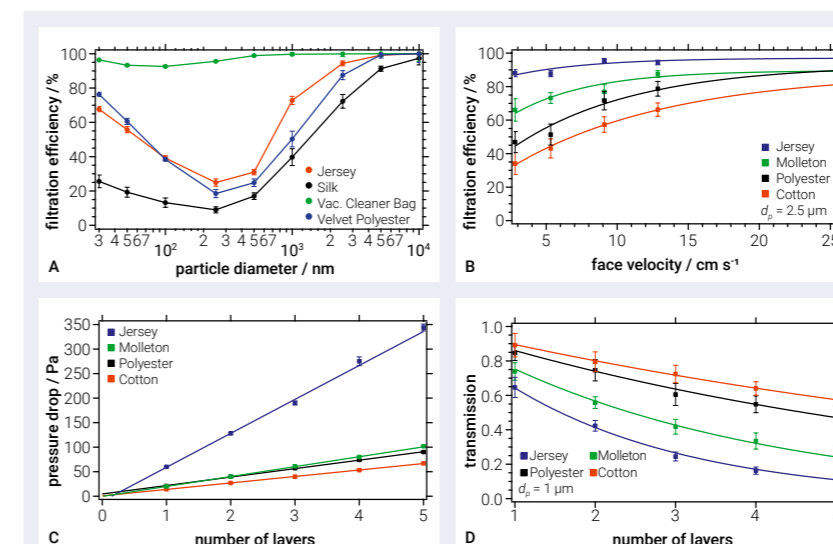 100
80
60
40
20
0
filtration efficiency / %
Jersey
Silk
Vac. Cleaner Bag
Velvet Polyester
3 4 567 10² 2 3 4 567 10³ 2 3 4 567 10⁴
A
particle diameter / nm
100
80
60
40
20
0
filtration efficiency / %
Jersey
Molleton
Polyester
Cotton
dₚ = 2.5 µm
5 10 15 20 25
B
face velocity / cm s⁻¹
350
300
250
200
150
100
50
0
pressure drop / Pa
Jersey
Molleton
Polyester
Cotton
0 1 2 3 4 5
C
number of layers
1.0
0.8
0.6
0.4
0.2
0.0
transmission
Jersey Molleton
Polyester Cotton
dₚ = 1 µm
1 2 3 4
D
number of layers